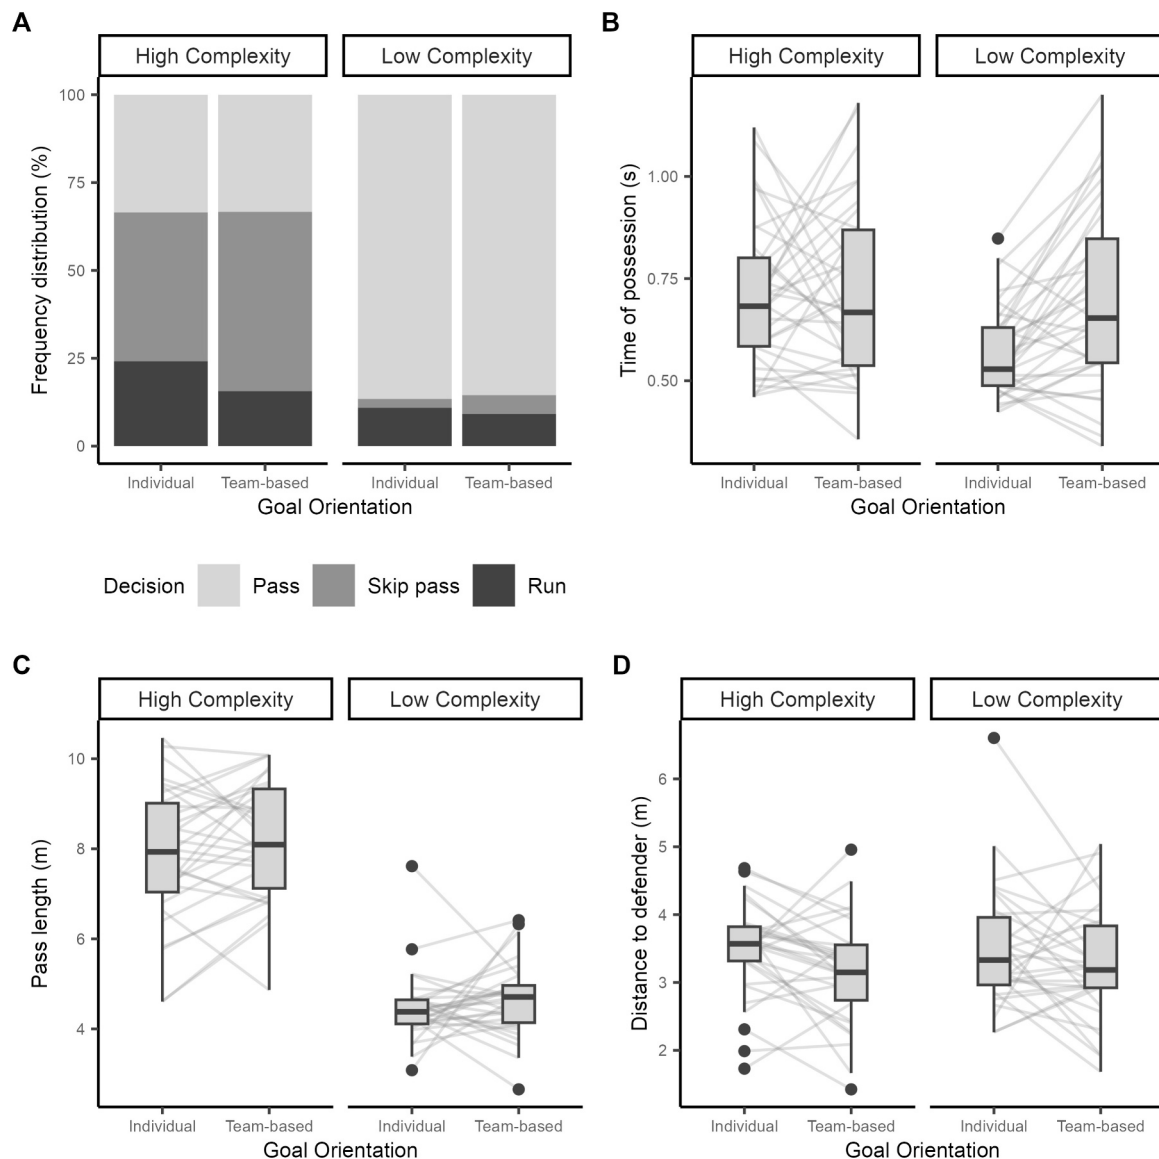 A
High Complexity
Low Complexity
Frequency distribution (%)
100
75
50
25
0
Individual
Team-based
Individual
Team-based
Goal Orientation
Decision
Pass
Skip pass
Run
B
High Complexity
Low Complexity
Time of possession (s)
1.00
0.75
0.50
Individual
Team-based
Individual
Team-based
Goal Orientation
C
High Complexity
Low Complexity
Pass length (m)
10
8
6
4
Individual
Team-based
Individual
Team-based
Goal Orientation
D
High Complexity
Low Complexity
Distance to defender (m)
6
5
4
3
2
Individual
Team-based
Individual
Team-based
Goal Orientation